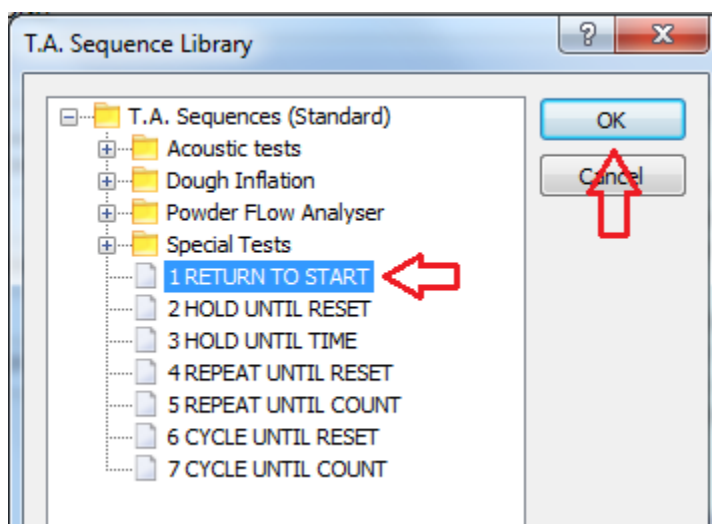 T.A. Sequence Library
T.A. Sequences (Standard)
Acoustic tests
Dough Inflation
Powder FLow Analyser
Special Tests
1 RETURN TO START
2 HOLD UNTIL RESET
3 HOLD UNTIL TIME
4 REPEAT UNTIL RESET
5 REPEAT UNTIL COUNT
6 CYCLE UNTIL RESET
7 CYCLE UNTIL COUNT
OK
Cancel